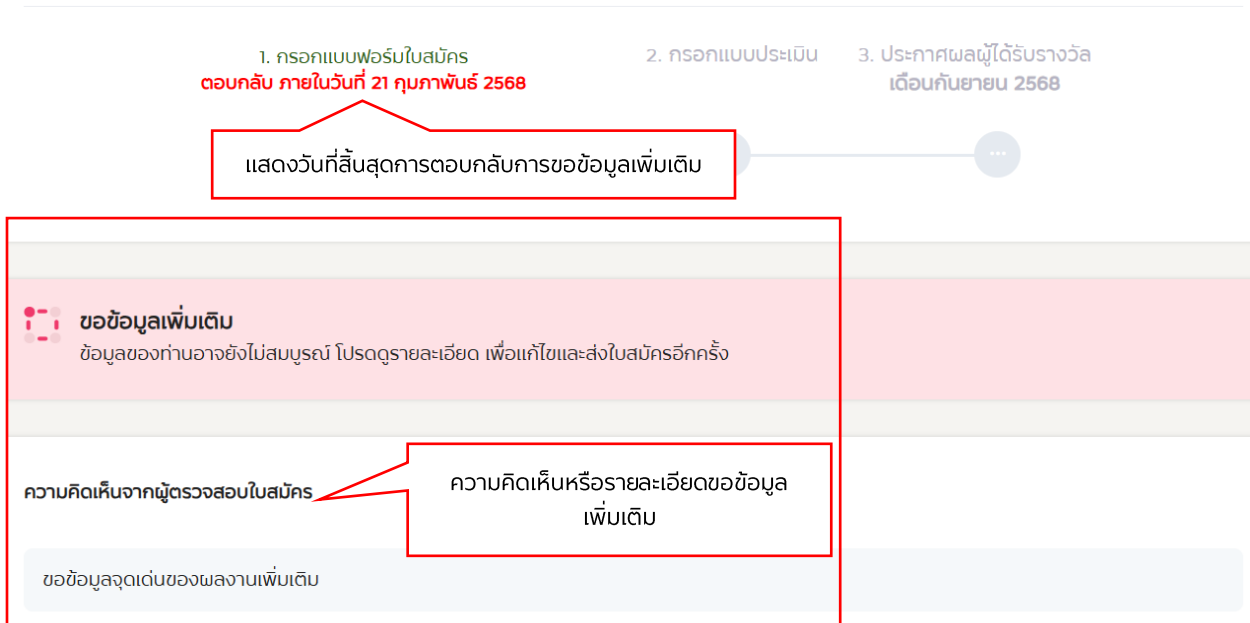 1. กรอกแบบฟอร์มใบสมัคร
ตอบกลับ ภายในวันที่ 21 กุมภาพันธ์ 2568
2. กรอกแบบประเมิน
3. ประกาศผลผู้ได้รับรางวัล
เดือนกันยายน 2568
แสดงวันที่สิ้นสุดการตอบกลับการขอข้อมูลเพิ่มเติม
ขอข้อมูลเพิ่มเติม
ข้อมูลของท่านอาจยังไม่สมบูรณ์ โปรดดูรายละเอียด เพื่อแก้ไขและส่งใบสมัครอีกครั้ง
ความคิดเห็นจากผู้ตรวจสอบใบสมัคร
ความคิดเห็นหรือรายละเอียดขอข้อมูล
เพิ่มเติม
ขอข้อมูลจุดเด่นของผลงานเพิ่มเติม